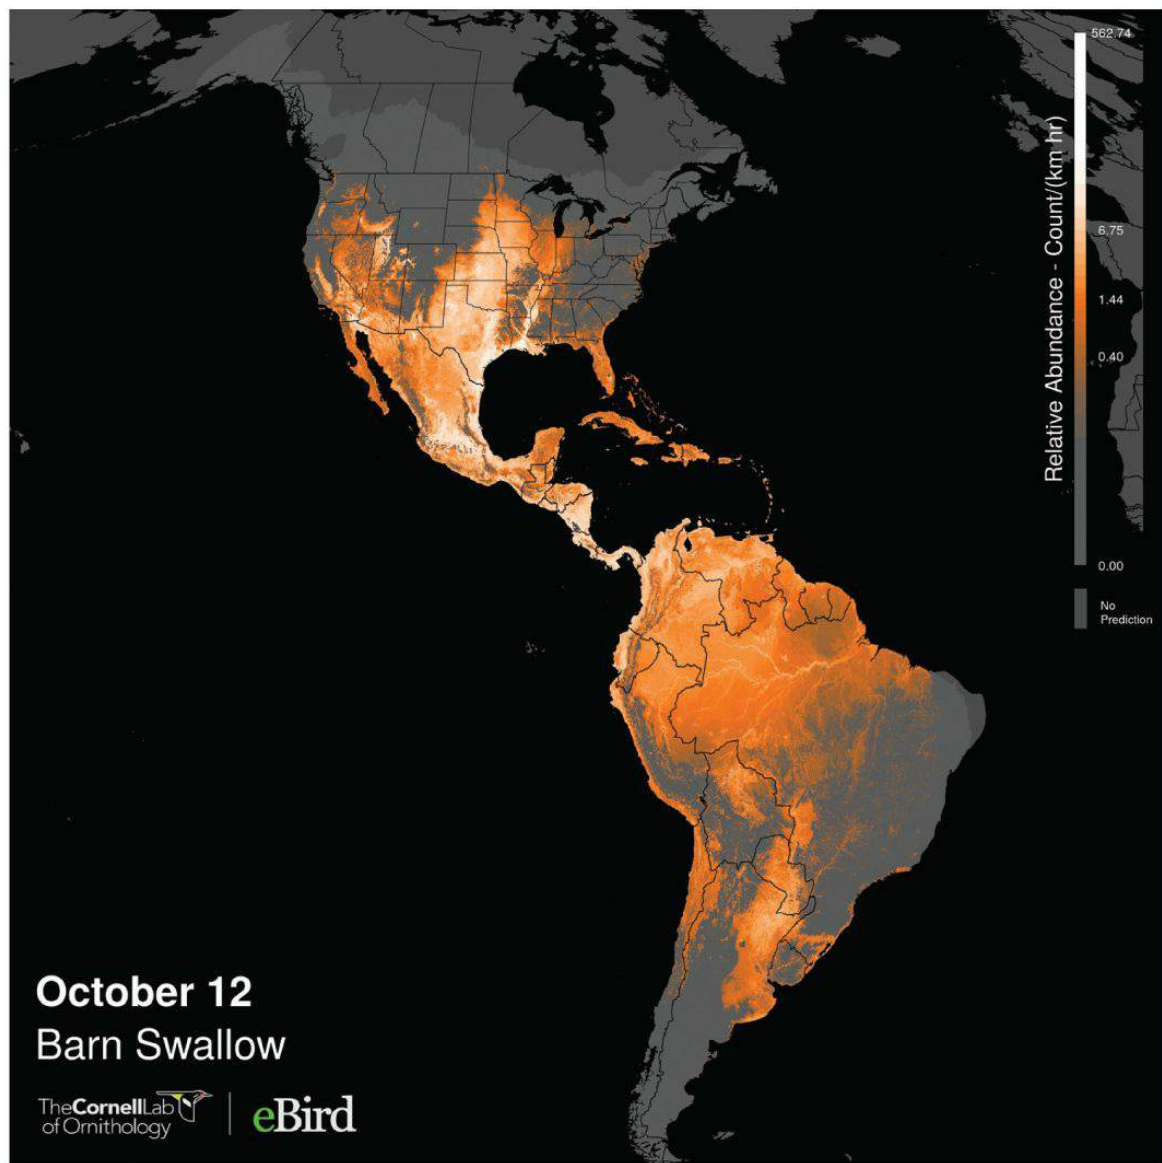 562.74
6.75
1.44
0.40
0.00
Relative Abundance - Count/(km hr)
No
Prediction
October 12
Barn Swallow
TheCornellLab
of Ornithology
eBird